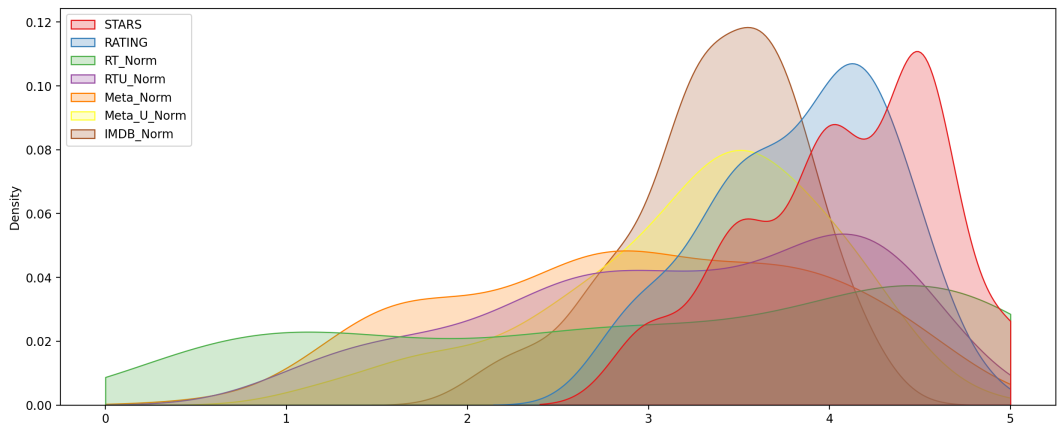 STARS
RATING
RT_Norm
RTU_Norm
Meta_Norm
Meta_U_Norm
IMDB_Norm
Density
0.12
0.10
0.08
0.06
0.04
0.02
0.00
0 1 2 3 4 5